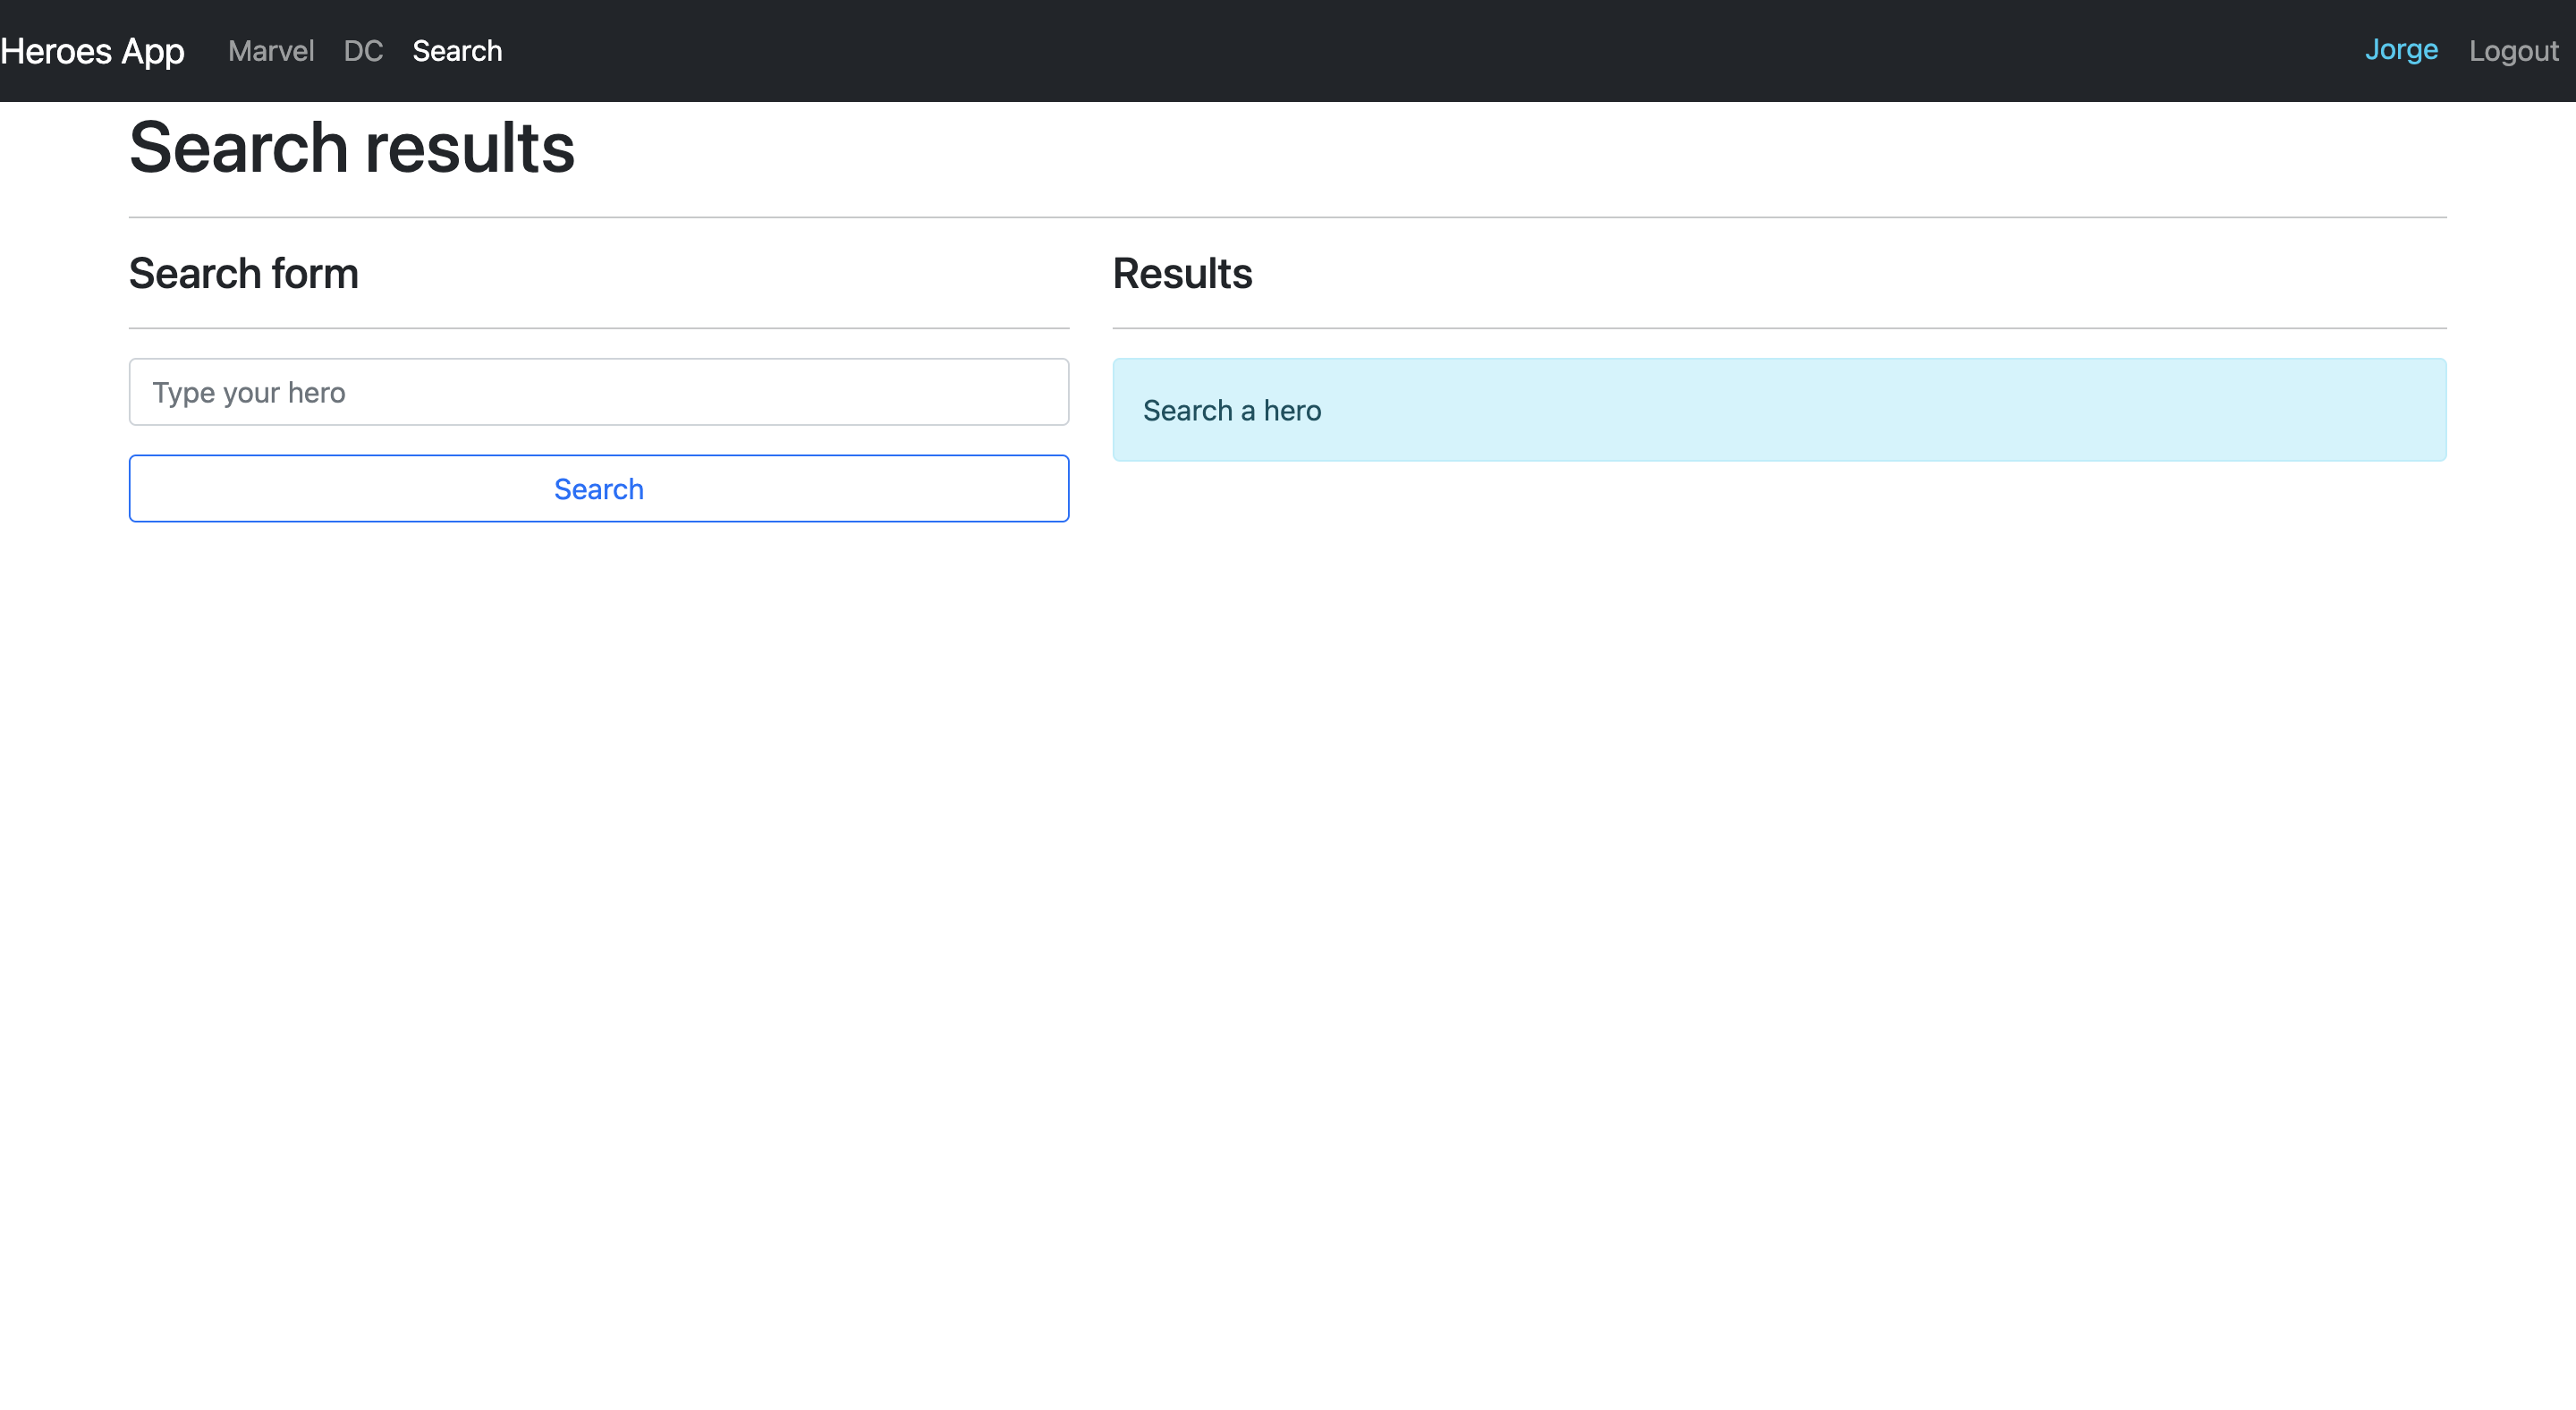 Heroes App Marvel DC Search Jorge Logout
Search results
Search form
Type your hero
Search
Results
Search a hero